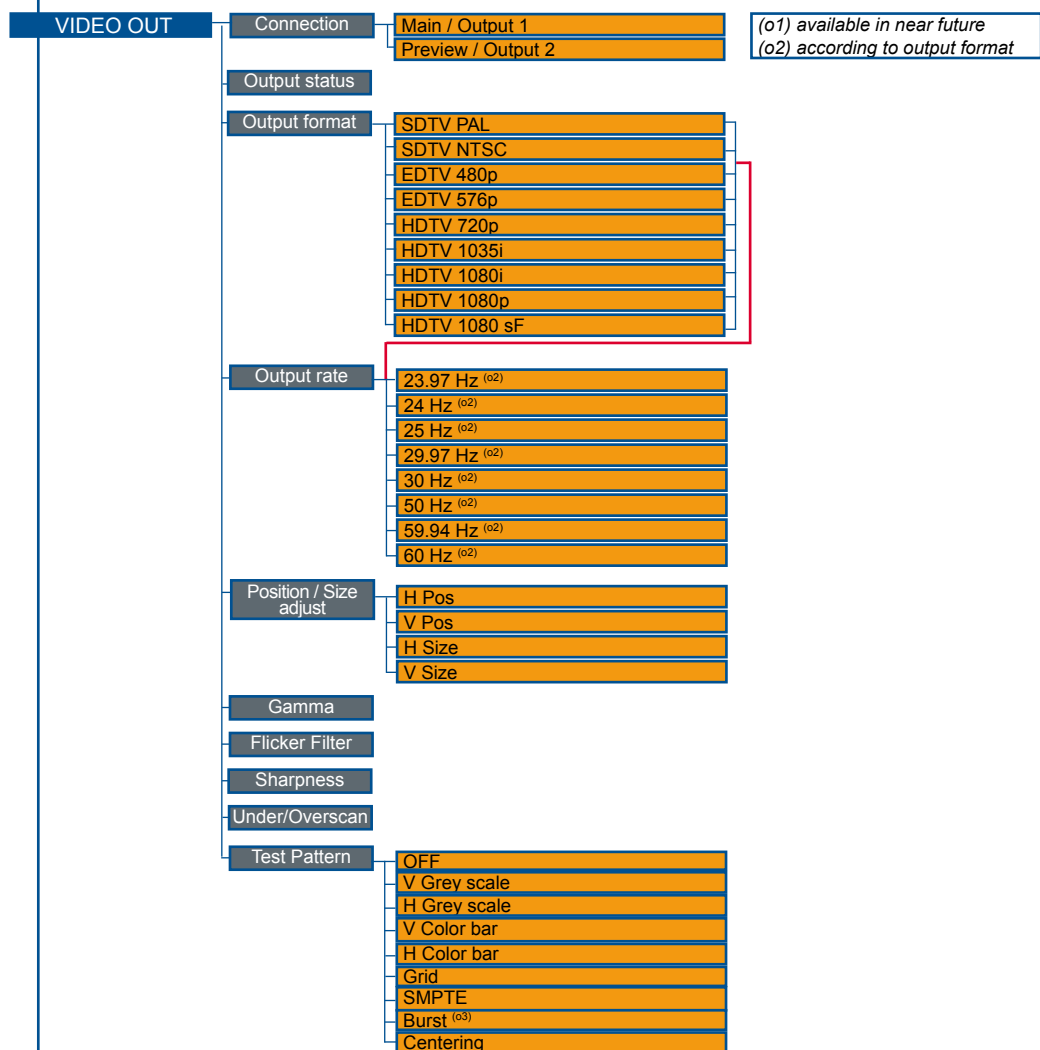 VIDEO OUT
Connection
Main / Output 1
Preview / Output 2
(o1) available in near future
(o2) according to output format
Output status
Output format
SDTV PAL
SDTV NTSC
EDTV 480p
EDTV 576p
HDTV 720p
HDTV 1035i
HDTV 1080i
HDTV 1080p
HDTV 1080 sF
Output rate
23.97 Hz (o2)
24 Hz (o2)
25 Hz (o2)
29.97 Hz (o2)
30 Hz (o2)
50 Hz (o2)
59.94 Hz (o2)
60 Hz (o2)
Position / Size
adjust
H Pos
V Pos
H Size
V Size
Gamma
Flicker Filter
Sharpness
Under/Overscan
Test Pattern
OFF
V Grey scale
H Grey scale
V Color bar
H Color bar
Grid
SMPTE
Burst (o3)
Centering